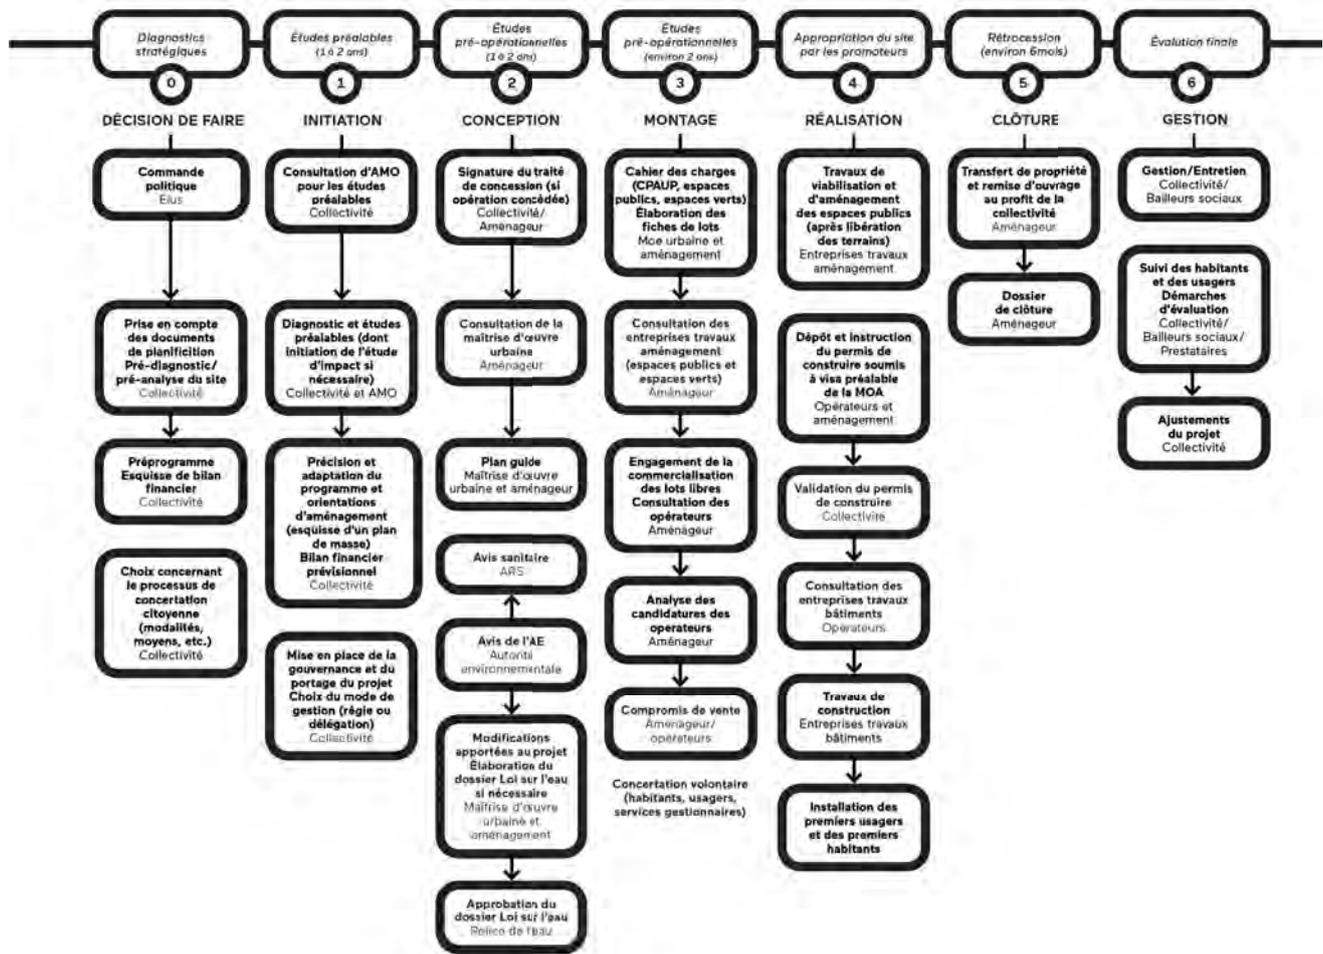 Diagnostics
stratégiques
0
DÉCISION DE FAIRE
Commande
politique
Élus
Prise en compte
des documents
de planificition
Pré-diagnostic/
pré-analyse du site
Collectivité
Préprogramme
Esquisse de bilan
financier
Collectivité
Choix concernant
le processus de
concertation
citoyenne
(modalités,
moyens, etc.)
Collectivité
Études préalables
(1 à 2 ans)
1
INITIATION
Consultation d'AMO
pour les études
préalables
Collectivité
Diagnostic et études
préalables (dont
initiation de l'étude
d'impact si
nécessaire)
Collectivité et AMO
Précision et
adaptation du
programme et
orientations
d'aménagement
(esquisse d'un plan
de masse)
Bilan financier
prévisionnel
Collectivité
Mise en place de la
gouvernance et du
portage du projet
Choix du mode de
gestion (régie ou
délégation)
Collectivité
Études
pré-opérationnelles
(1 à 2 ans)
2
CONCEPTION
Signature du traité
de concession (si
opération concédée)
Collectivité/
Aménageur
Consultation de la
maîtrise d'œuvre
urbaine
Aménageur
Plan guide
Maîtrise d'œuvre
urbaine et aménageur
Avis sanitaire
ARS
Avis de l'AE
Autorité
environnementale
Modifications
apportées au projet
Élaboration du
dossier Loi sur l'eau
si nécessaire
Maîtrise d'œuvre
urbaine et
aménagement
Approbation du
dossier Loi sur l'eau
Police de l'eau
Études
pré-opérationnelles
(environ 2 ans)
3
MONTAGE
Cahier des charges
(CPAUP, espaces
publics, espaces verts)
Élaboration des
fiches de lots
Moe urbaine et
aménagement
Consultation des
entreprises travaux
aménagement
(espaces publics et
espaces verts)
Aménageur
Engagement de la
commercialisation
des lots libres
Consultation des
opérateurs
Aménageur
Analyse des
candidatures des
operateurs
Aménageur
Compromis de vente
Aménageur/
opérateurs
Concertation volontaire
(habitants, usagers,
services gestionnaires)
Appropriation du site
par les promoteurs
4
RÉALISATION
Travaux de
viabilisation et
d'aménagement
des espaces publics
(après libération
des terrains)
Entreprises travaux
aménagement
Dépôt et instruction
du permis de
construire soumis
à visa préalable
de la MOA
Opérateurs et
aménagement
Validation du permis
de construire
Collectivité
Consultation des
entreprises travaux
bâtiments
Opérateurs
Travaux de
construction
Entreprises travaux
bâtiments
Installation des
premiers usagers
et des premiers
habitants
Rétrocession
(environ 6mois)
5
CLÔTURE
Transfert de propriété
et remise d'ouvrage
au profit de la
collectivité
Aménageur
Dossier
de clôture
Aménageur
Évolution finale
6
GESTION
Gestion/Entretien
Collectivité/
Bailleurs sociaux
Suivi des habitants
et des usagers
Démarches
d'évaluation
Collectivité/
Bailleurs sociaux/
Prestataires
Ajustements
du projet
Collectivité